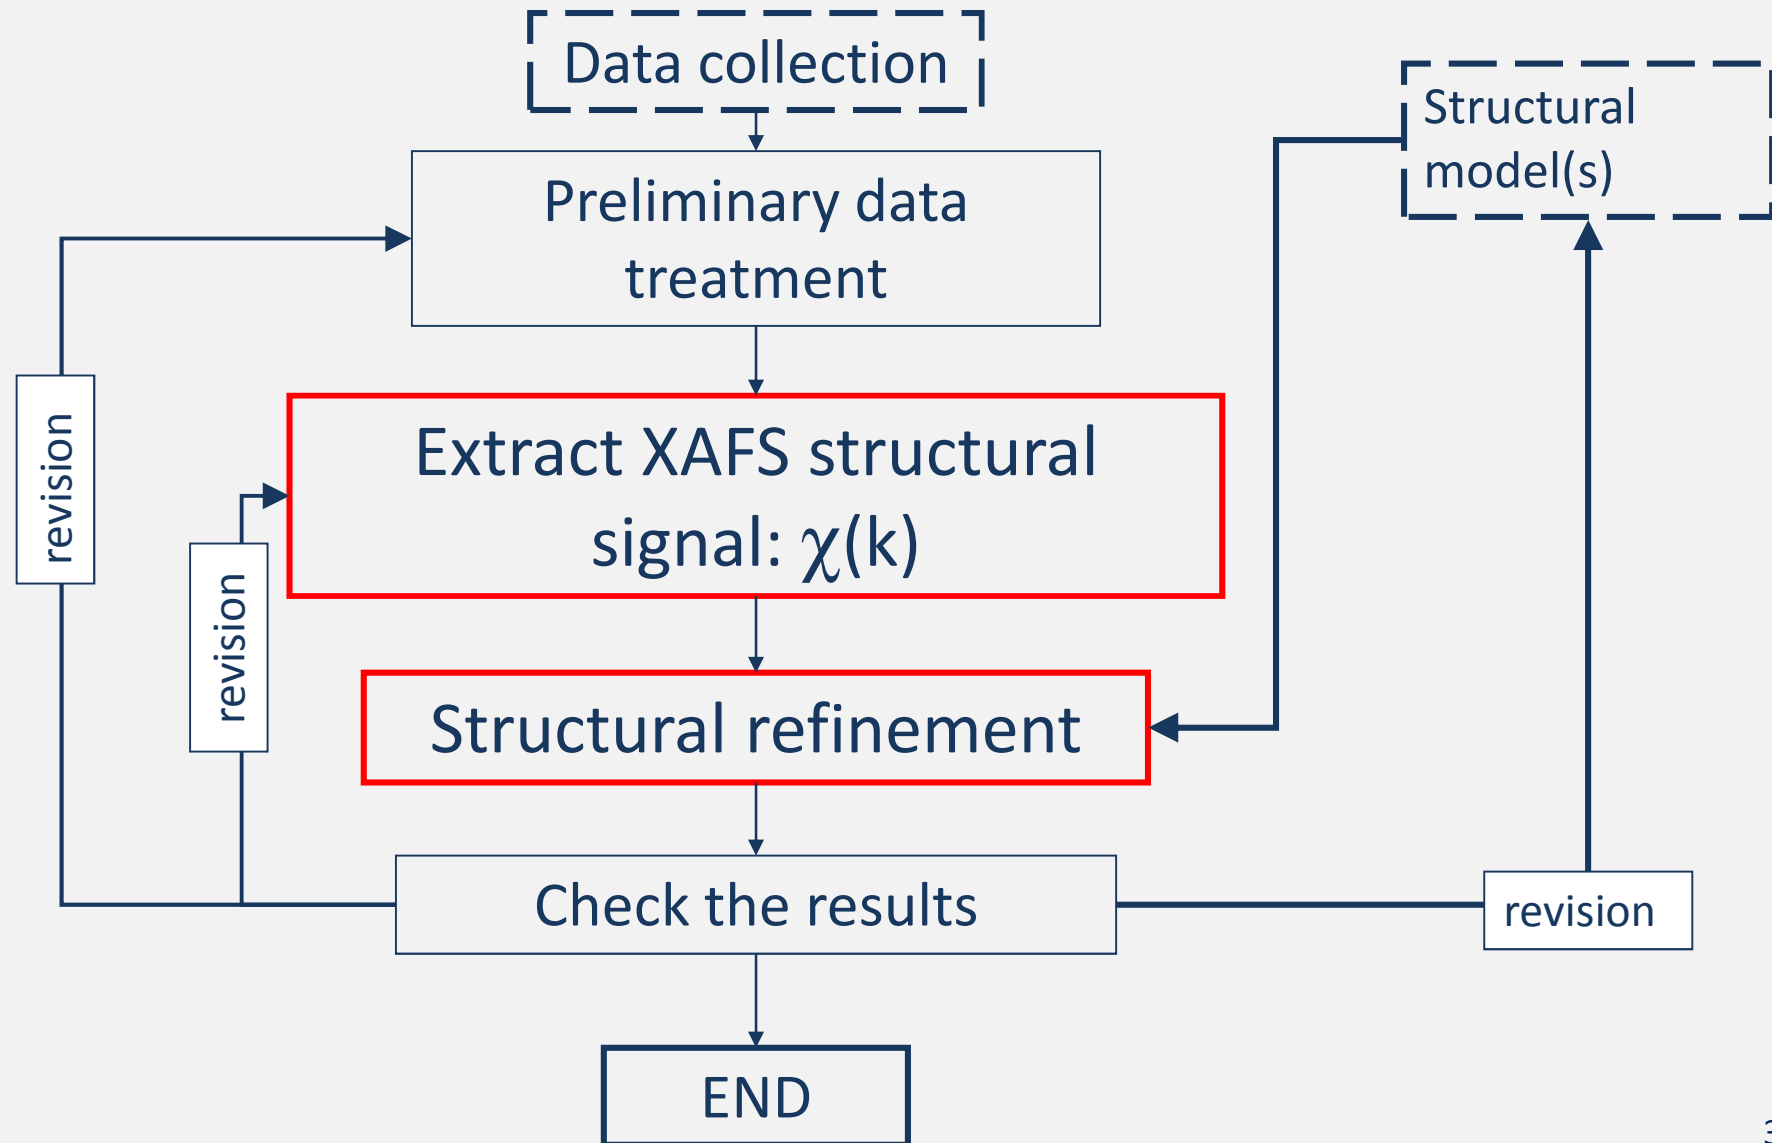 Data collection
Structural
model(s)
Preliminary data
treatment
revision
Extract XAFS structural
signal: χ(k)
revision
Structural refinement
Check the results
revision
END